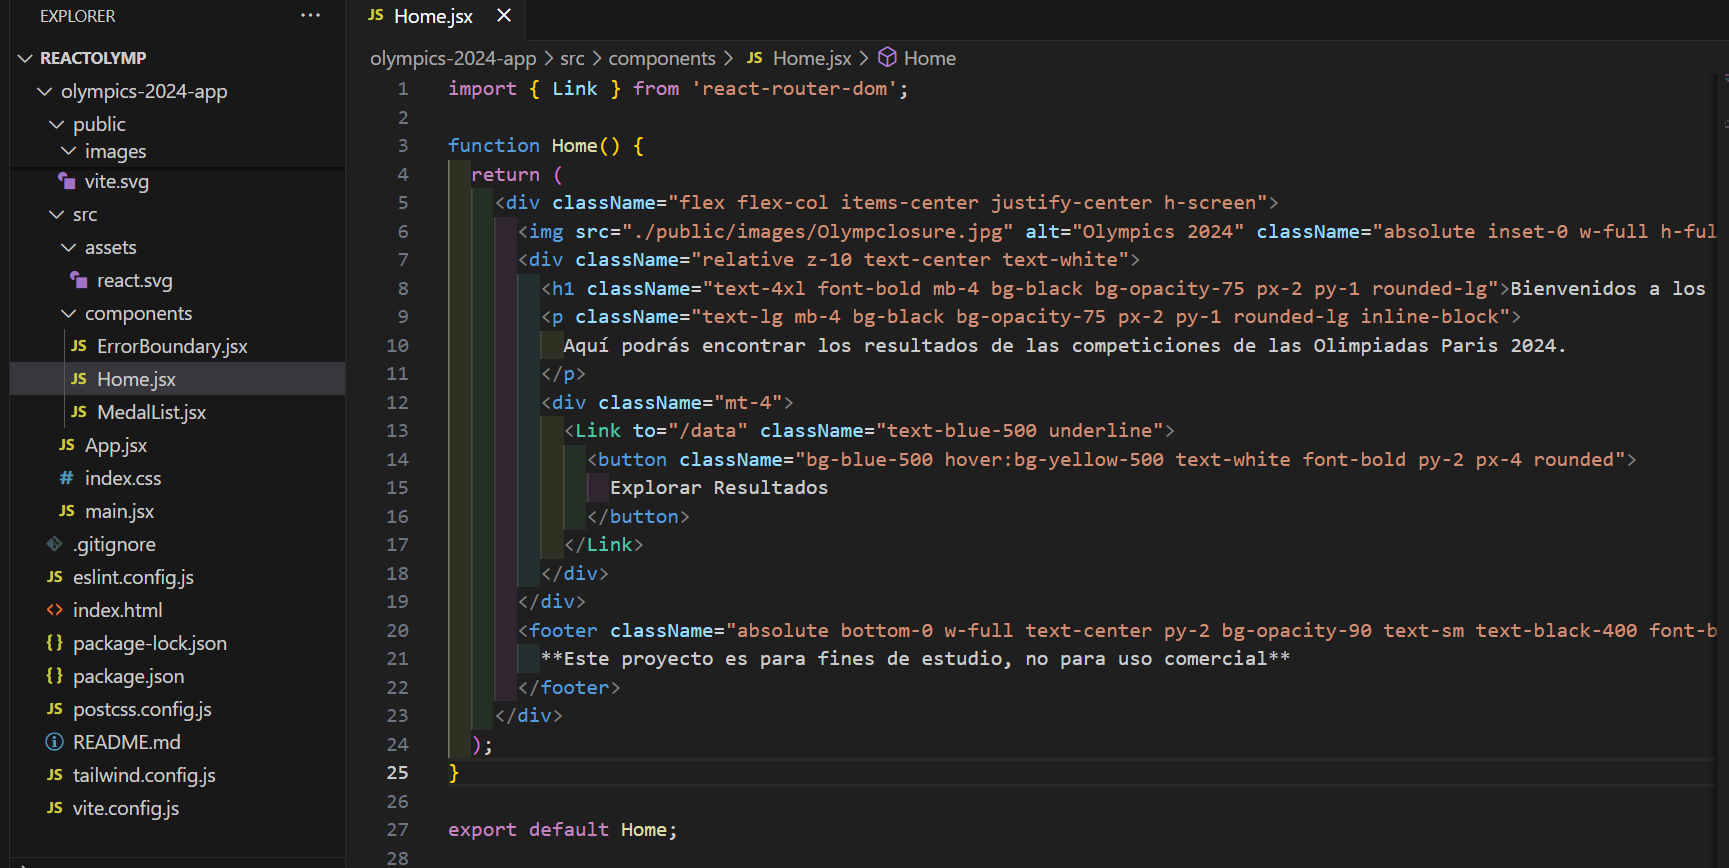 EXPLORER
REACTOLYMP
olympics-2024-app
public
images
vite.svg
src
assets
react.svg
components
ErrorBoundary.jsx
Home.jsx
MedalList.jsx
App.jsx
index.css
main.jsx
.gitignore
eslint.config.js
index.html
package-lock.json
package.json
postcss.config.js
README.md
tailwind.config.js
vite.config.js
JS Home.jsx
olympics-2024-app > src > components > JS Home.jsx > Home
1 import { Link } from 'react-router-dom';
2
3 function Home() {
4 return (
5 <div className="flex flex-col items-center justify-center h-screen">
6 <img src="./public/images/Olympclosure.jpg" alt="Olympics 2024" className="absolute inset-0 w-full h-ful
7 <div className="relative z-10 text-center text-white">
8 <h1 className="text-4xl font-bold mb-4 bg-black bg-opacity-75 px-2 py-1 rounded-lg">Bienvenidos a los
9 <p className="text-lg mb-4 bg-black bg-opacity-75 px-2 py-1 rounded-lg inline-block">
10 Aquí podrás encontrar los resultados de las competiciones de las Olimpiadas Paris 2024.
11 </p>
12 <div className="mt-4">
13 <Link to="/data" className="text-blue-500 underline">
14 <button className="bg-blue-500 hover:bg-yellow-500 text-white font-bold py-2 px-4 rounded">
15 Explorar Resultados
16 </button>
17 </Link>
18 </div>
19 </div>
20 <footer className="absolute bottom-0 w-full text-center py-2 bg-opacity-90 text-sm text-black-400 font-b
21 **Este proyecto es para fines de estudio, no para uso comercial**
22 </footer>
23 </div>
24 );
25 }
26
27 export default Home;
28